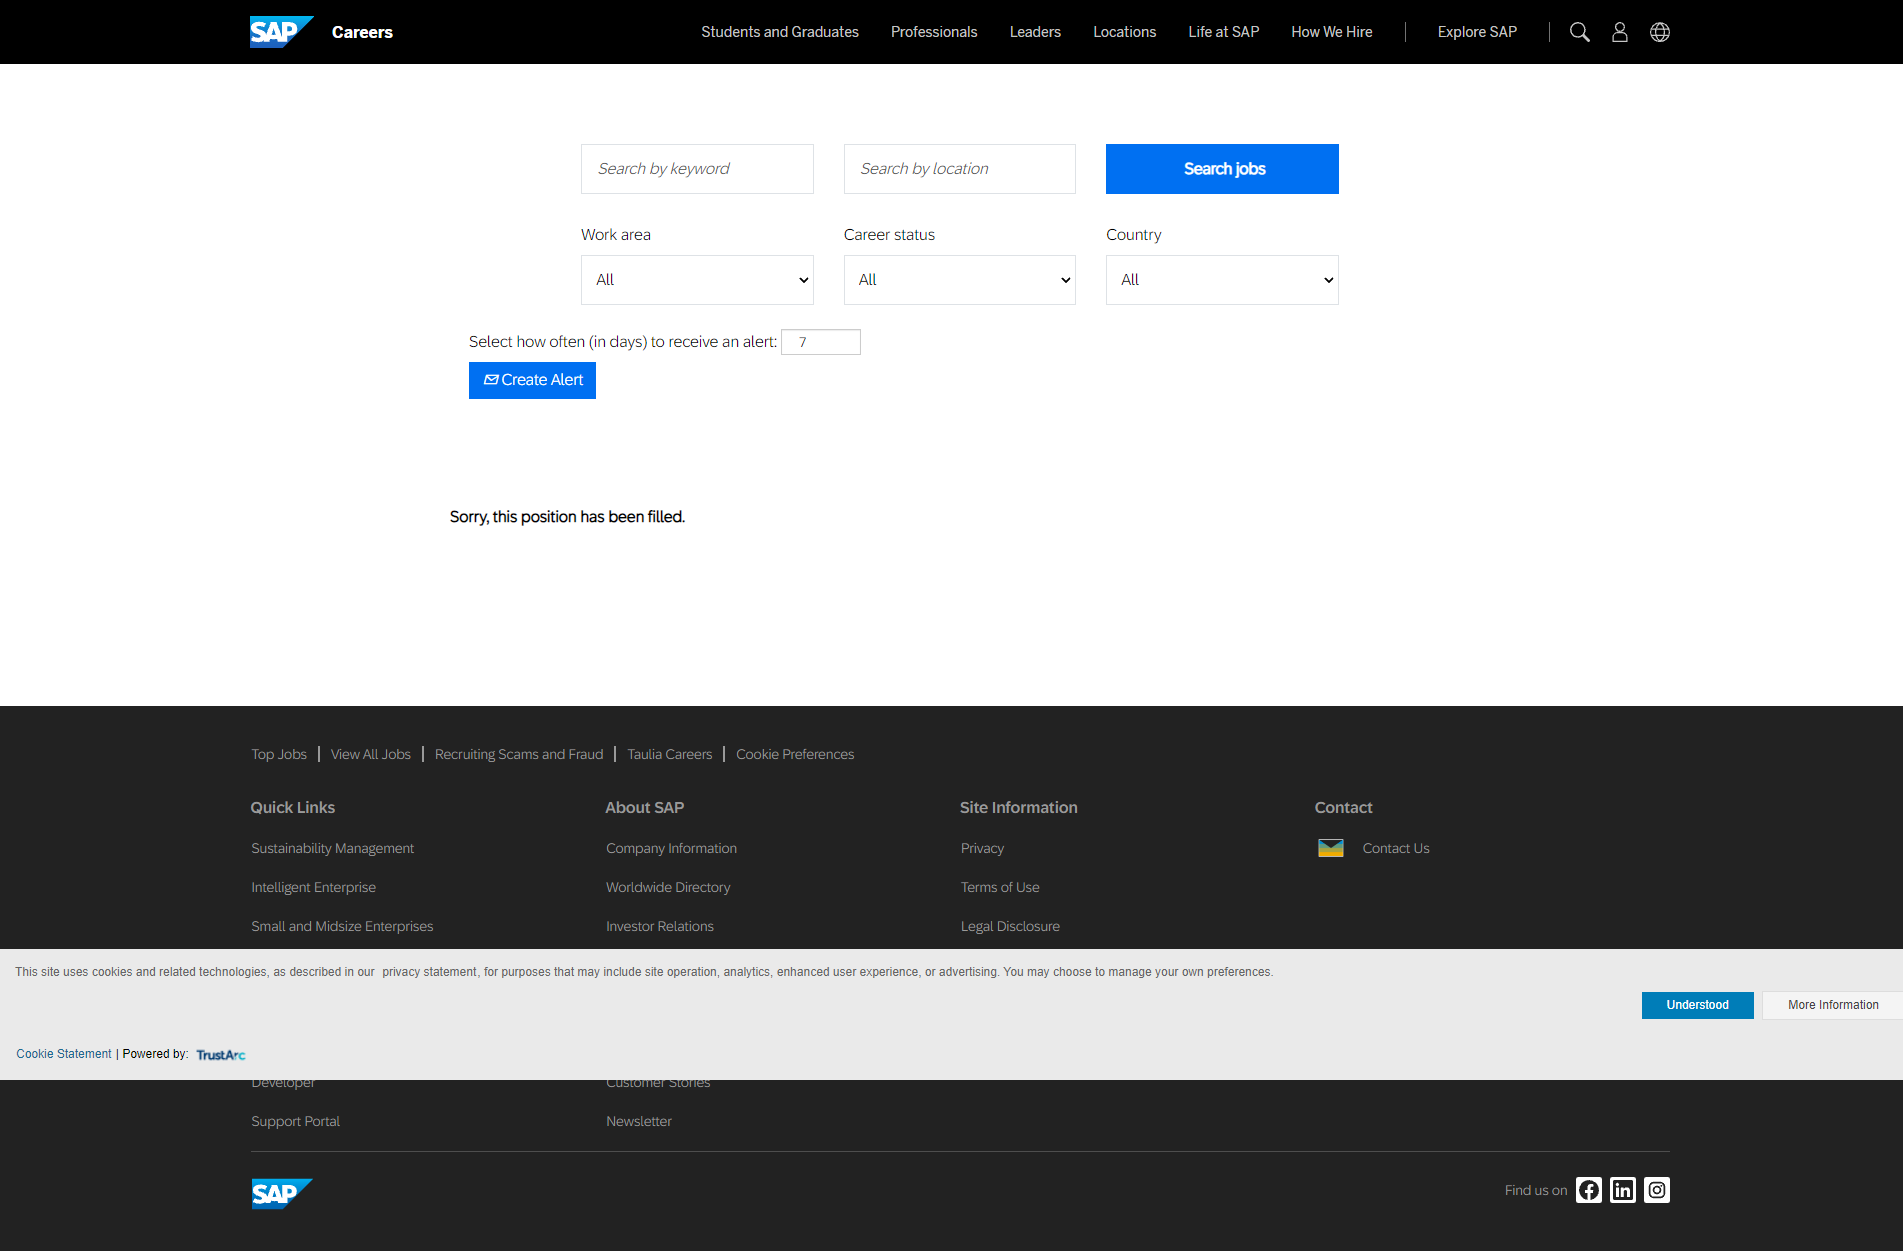 SAP Careers Students and Graduates Professionals Leaders Locations Life at SAP How We Hire Explore SAP
Search by keyword Search by location Search jobs
Work area Career status Country
All All All
Select how often (in days) to receive an alert: 7
Create Alert
Sorry, this position has been filled.
Top Jobs View All Jobs Recruiting Scams and Fraud Taulia Careers Cookie Preferences
Quick Links About SAP Site Information Contact
Sustainability Management Company Information Privacy Contact Us
Intelligent Enterprise Worldwide Directory Terms of Use
Small and Midsize Enterprises Investor Relations Legal Disclosure
This site uses cookies and related technologies, as described in our privacy statement, for purposes that may include site operation, analytics, enhanced user experience, or advertising. You may choose to manage your own preferences.
Understood More Information
Cookie Statement | Powered by: TrustArc
Developer Customer Stories
Support Portal Newsletter
SAP Find us on